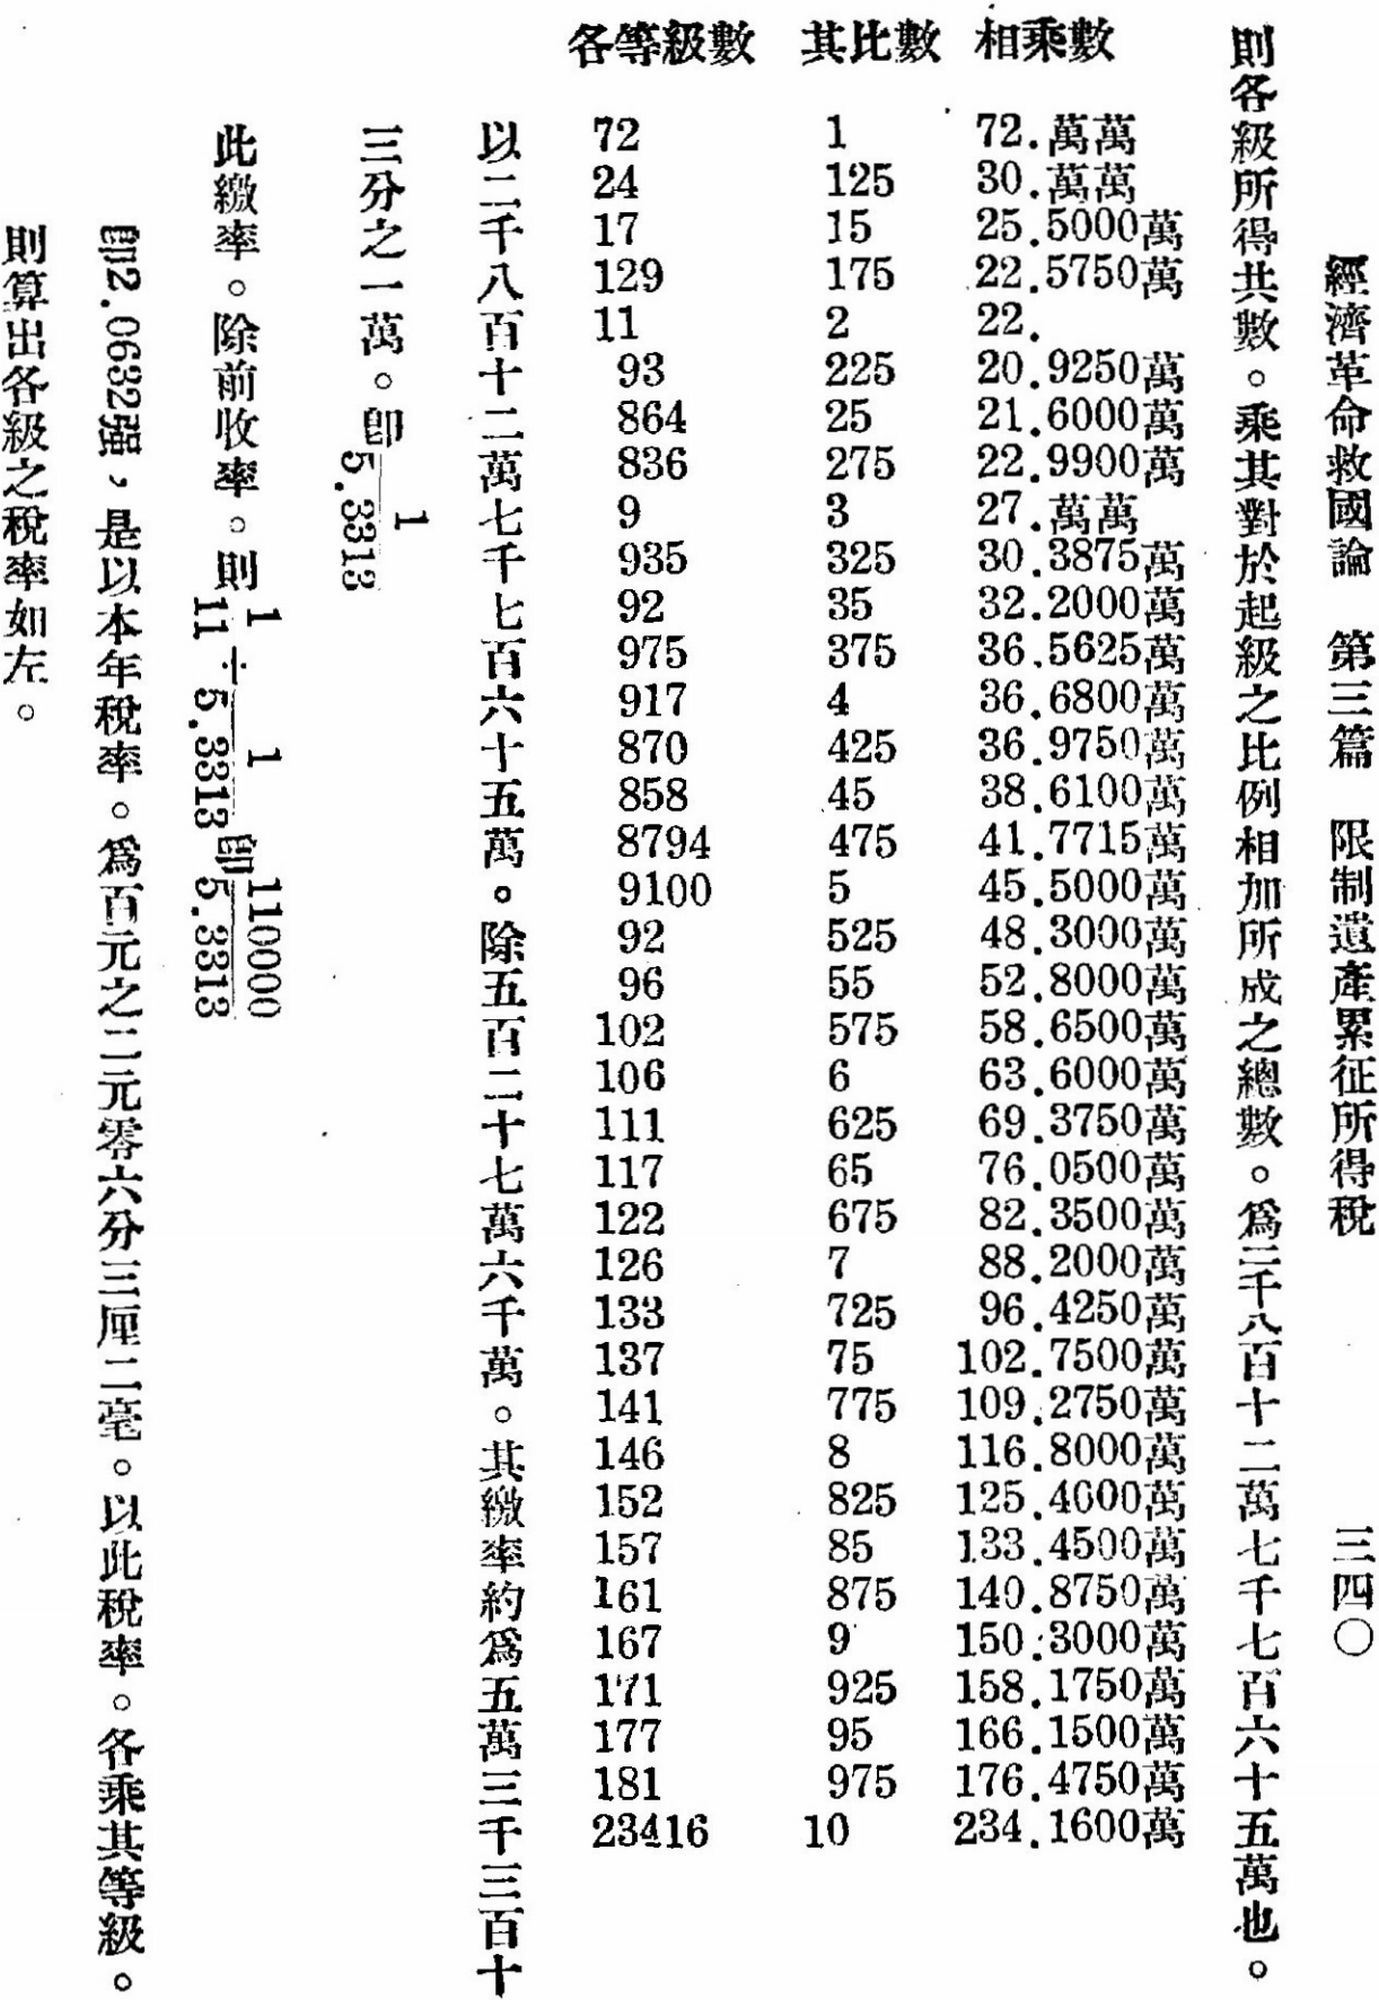 經濟革命救國論　第三篇　限制遺產累征所得稅　三四〇
則各級所得共數。乘其對於起級之比例相加所成之總數。爲二千八百十二萬七千七百六十五萬也。
各等級數　其比數　相乘數
72　1　72.萬萬
24　125　30.萬萬
17　15　25.5000萬
129　175　22.5750萬
11　2　22.
93　225　20.9250萬
864　25　21.6000萬
836　275　22.9900萬
9　3　27.萬萬
935　325　30.3875萬
92　35　32.2000萬
975　375　36.5625萬
917　4　36.6800萬
870　425　36.9750萬
858　45　38.6100萬
8794　475　41.7715萬
9100　5　45.5000萬
92　525　48.3000萬
96　55　52.8000萬
102　575　58.6500萬
106　6　63.6000萬
111　625　69.3750萬
117　65　76.0500萬
122　675　82.3500萬
126　7　88.2000萬
133　725　96.4250萬
137　75　102.7500萬
141　775　109.2750萬
146　8　116.8000萬
152　825　125.4000萬
157　85　133.4500萬
161　875　140.8750萬
167　9　150.3000萬
171　925　158.1750萬
177　95　166.1500萬
181　975　176.4750萬
23416　10　234.1600萬
以二千八百十二萬七千七百六十五萬。除五百二十七萬六千萬。其繳率約爲五萬三千三百十
三分之一萬。卽1/5.3313
此繳率。除前收率。則1/11÷1/5.3313卽110000/5.3313
卽2.0632强，是以本年稅率。爲百元之二元零六分三厘二毫。以此稅率。各乘其等級。
則算出各級之稅率如左。